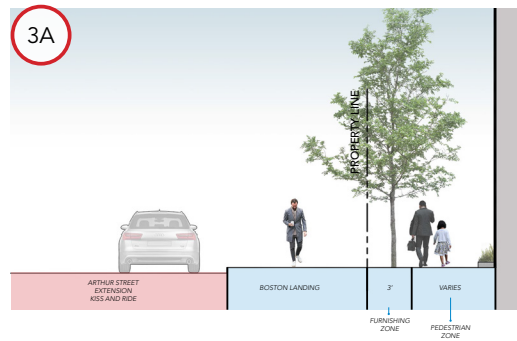 3A
PROPERTY LINE
ARTHUR STREET
EXTENSION
KISS AND RIDE
BOSTON LANDING
3'
VARIES
FURNISHING
ZONE
PEDESTRIAN
ZONE